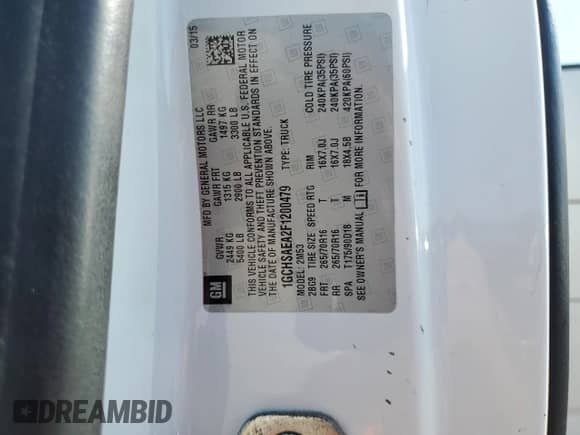 MFD BY GENERAL MOTORS LLC 03/15
GVWR GAWR FRT GAWR RR
2449 KG 1315 KG 1497 KG
5400 LB 2900 LB 3300 LB
THIS VEHICLE CONFORMS TO ALL APPLICABLE U.S. FEDERAL MOTOR
VEHICLE SAFETY AND THEFT PREVENTION STANDARDS IN EFFECT ON
THE DATE OF MANUFACTURE SHOWN ABOVE.
1GCHSAEA2F1200479 TYPE: TRUCK
MODEL: 2M53
2BG9 TIRE SIZE SPEED RTG RIM COLD TIRE PRESSURE
FRT. 265/70R16 T 16X7.0J 240KPA(35PSI)
RR 265/70R16 T 16X7.0J 240KPA(35PSI)
SPA T175/90D18 M 18X4.5B 420KPA(60PSI)
SEE OWNER'S MANUAL FOR MORE INFORMATION.
GM
DREAMBID